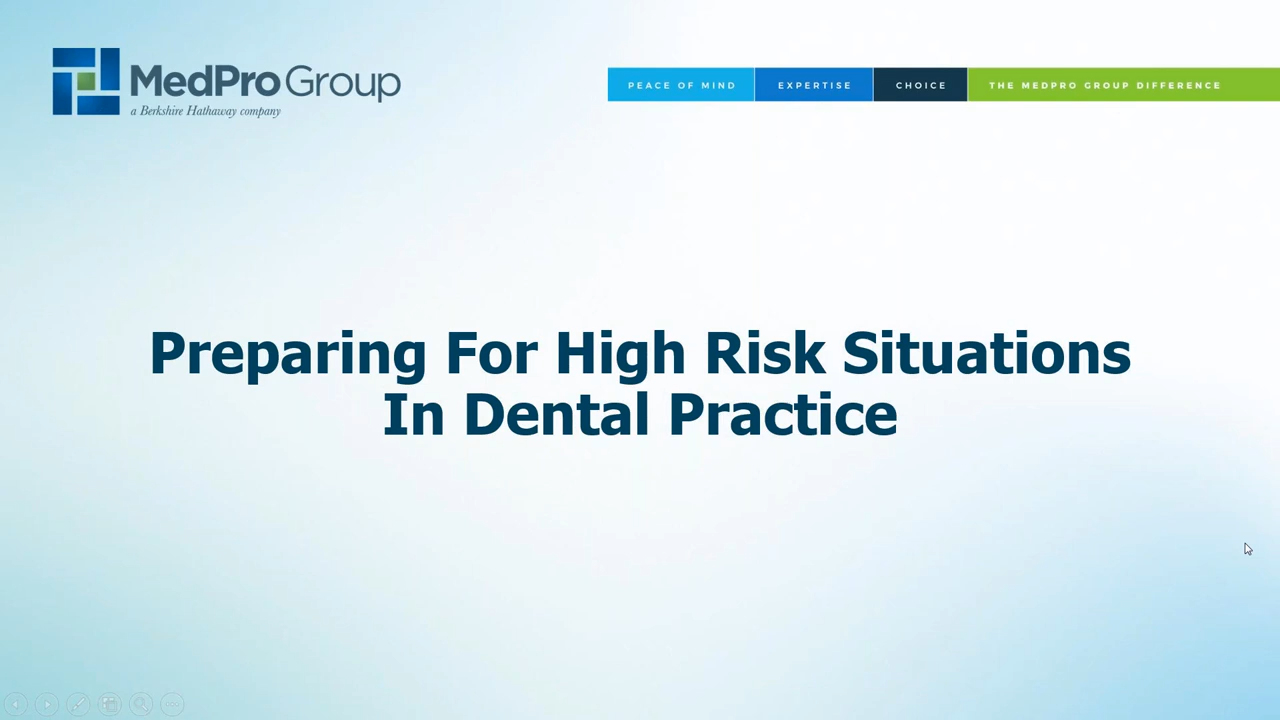 MedPro Group
a Berkshire Hathaway company
PEACE OF MIND
EXPERTISE
CHOICE
THE MEDPRO GROUP DIFFERENCE
Preparing For High Risk Situations
In Dental Practice